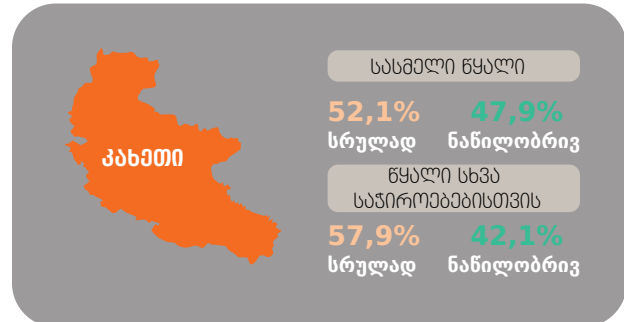 კახეთი
სასმელი წყალი
52,1% 47,9%
სრულად ნაწილობრივ
წყალი სხვა
საჭიროებებისთვის
57,9% 42,1%
სრულად ნაწილობრივ